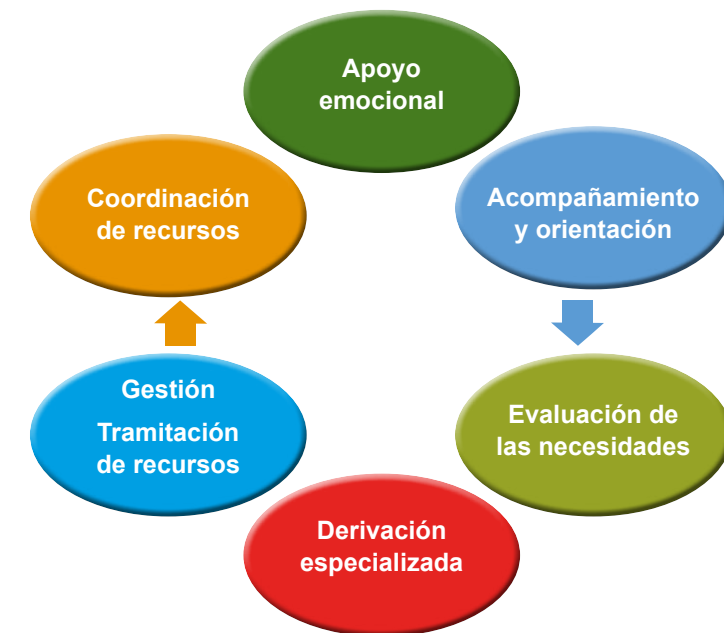 Apoyo
emocional
Acompañamiento
y orientación
Evaluación de
las necesidades
Derivación
especializada
Gestión
Tramitación
de recursos
Coordinación
de recursos